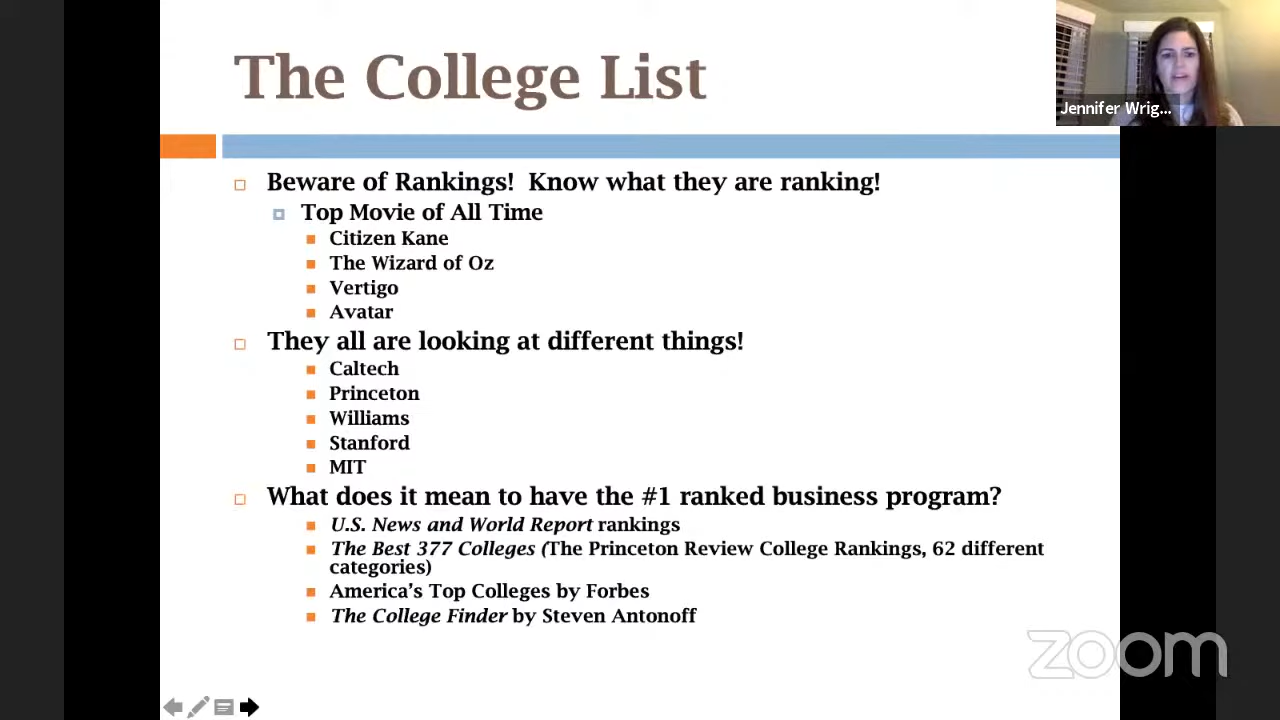 The College List
Jennifer Wrig...
Beware of Rankings! Know what they are ranking!
Top Movie of All Time
Citizen Kane
The Wizard of Oz
Vertigo
Avatar
They all are looking at different things!
Caltech
Princeton
Williams
Stanford
MIT
What does it mean to have the #1 ranked business program?
U.S. News and World Report rankings
The Best 377 Colleges (The Princeton Review College Rankings, 62 different
categories)
America's Top Colleges by Forbes
The College Finder by Steven Antonoff
zoom